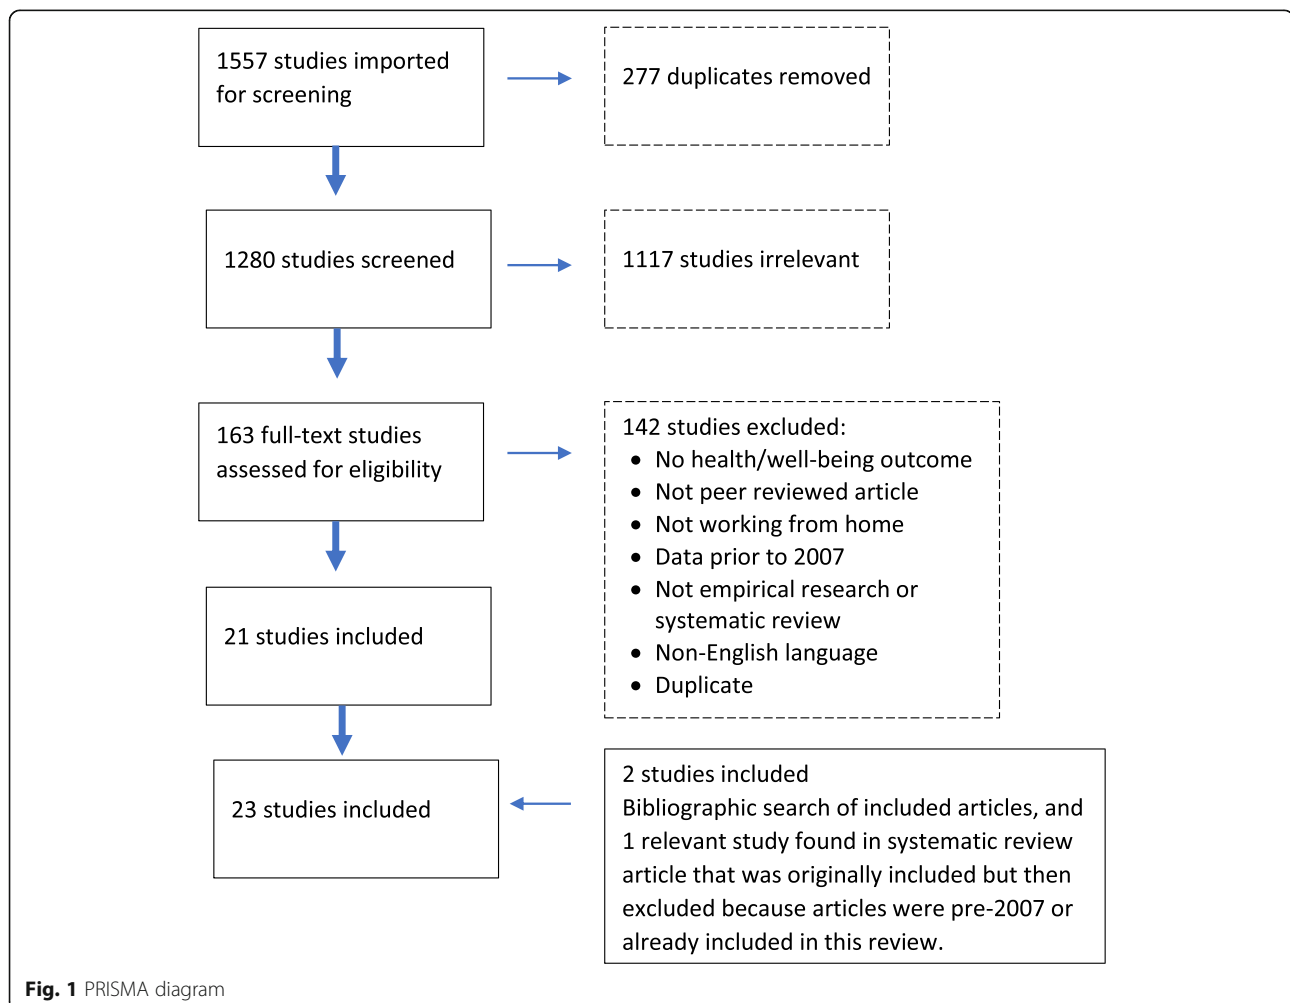 1557 studies imported
for screening
277 duplicates removed
1280 studies screened
1117 studies irrelevant
163 full-text studies
assessed for eligibility
142 studies excluded:
• No health/well-being outcome
• Not peer reviewed article
• Not working from home
• Data prior to 2007
• Not empirical research or
systematic review
• Non-English language
• Duplicate
21 studies included
23 studies included
2 studies included
Bibliographic search of included articles, and
1 relevant study found in systematic review
article that was originally included but then
excluded because articles were pre-2007 or
already included in this review.
Fig. 1 PRISMA diagram